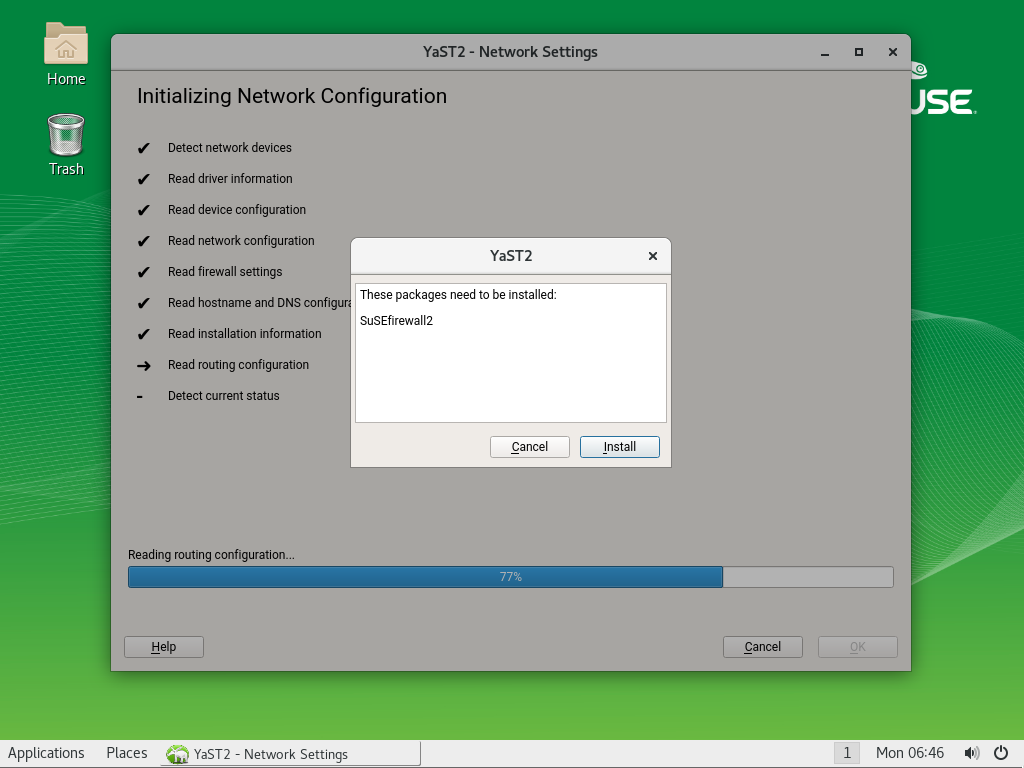 Home
Trash
USE.
YaST2 - Network Settings
Initializing Network Configuration
✔ Detect network devices
✔ Read driver information
✔ Read device configuration
✔ Read network configuration
✔ Read firewall settings
✔ Read hostname and DNS configura
✔ Read installation information
➜ Read routing configuration
- Detect current status
YaST2
These packages need to be installed:
SuSEfirewall2
Cancel Install
Reading routing configuration...
77%
Help Cancel OK
Applications Places YaST2 - Network Settings 1 Mon 06:46